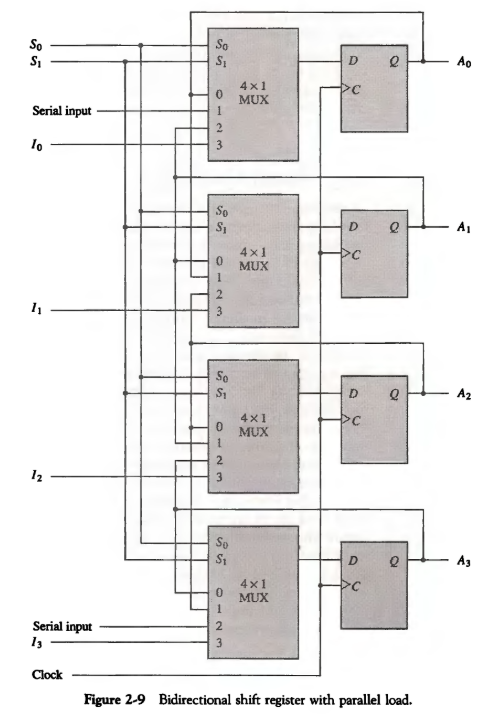 S0
S1
Serial input
I0
S0
S1
0
1
2
3
4 × 1
MUX
D Q
C
A0
I1
S0
S1
0
1
2
3
4 × 1
MUX
D Q
C
A1
I2
S0
S1
0
1
2
3
4 × 1
MUX
D Q
C
A2
Serial input
I3
S0
S1
0
1
2
3
4 × 1
MUX
D Q
C
A3
Clock
Figure 2-9 Bidirectional shift register with parallel load.